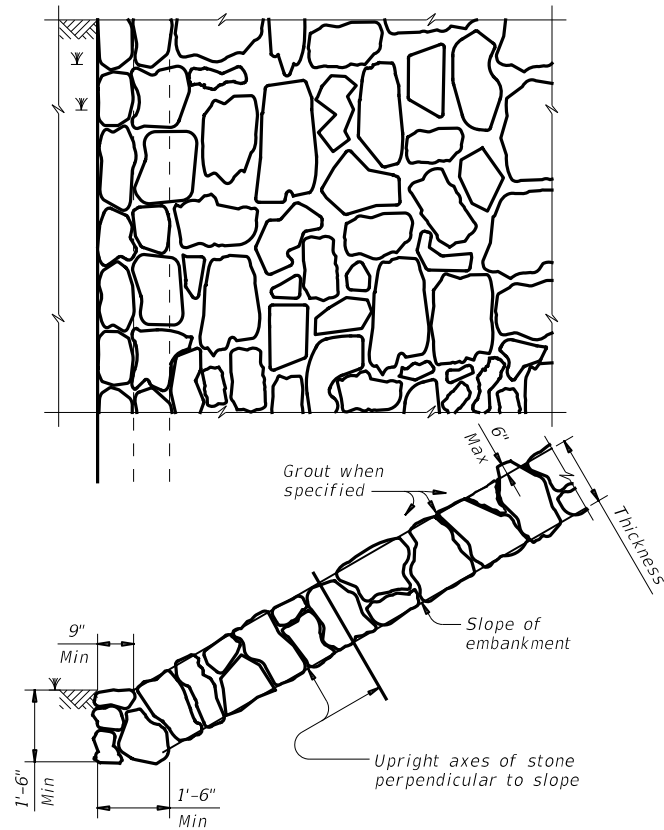 6"
Max
Grout when
specified
Thickness
9"
Min
Slope of
embankment
1'-6"
Min
Upright axes of stone
perpendicular to slope
1'-6"
Min